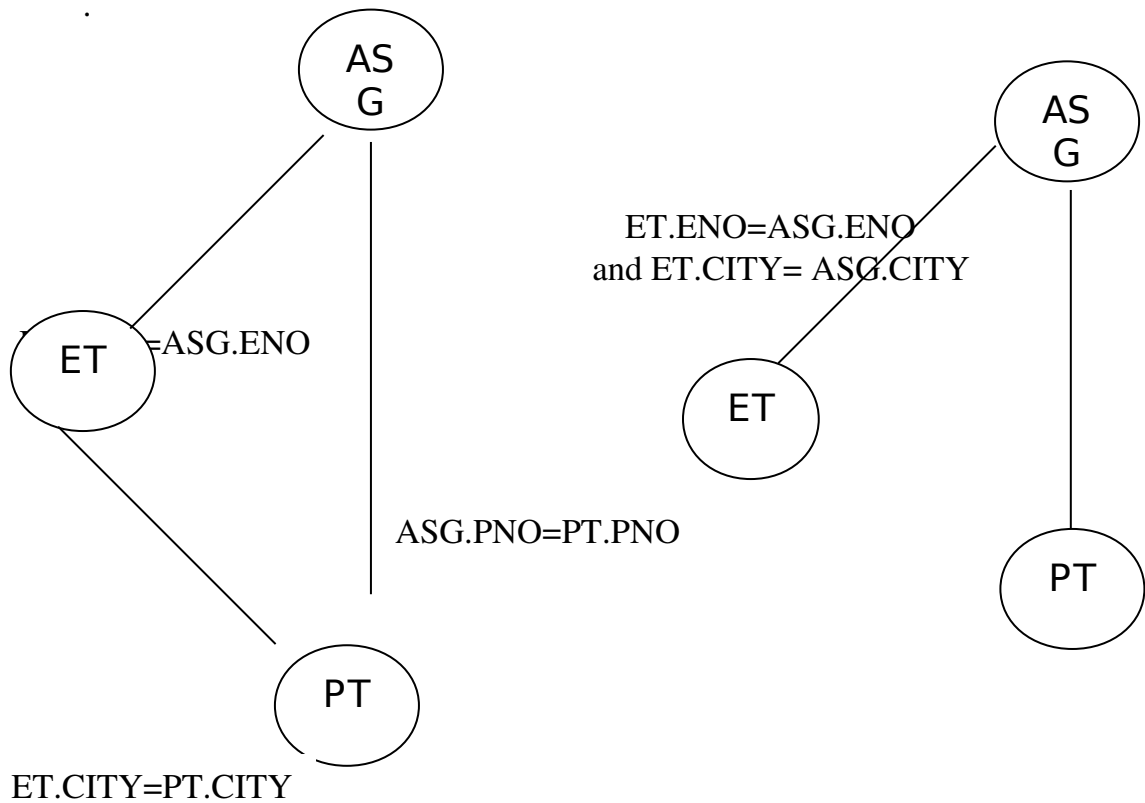 AS
G
ET
=ASG.ENO
ASG.PNO=PT.PNO
PT
ET.CITY=PT.CITY
AS
G
ET.ENO=ASG.ENO
and ET.CITY= ASG.CITY
ET
PT